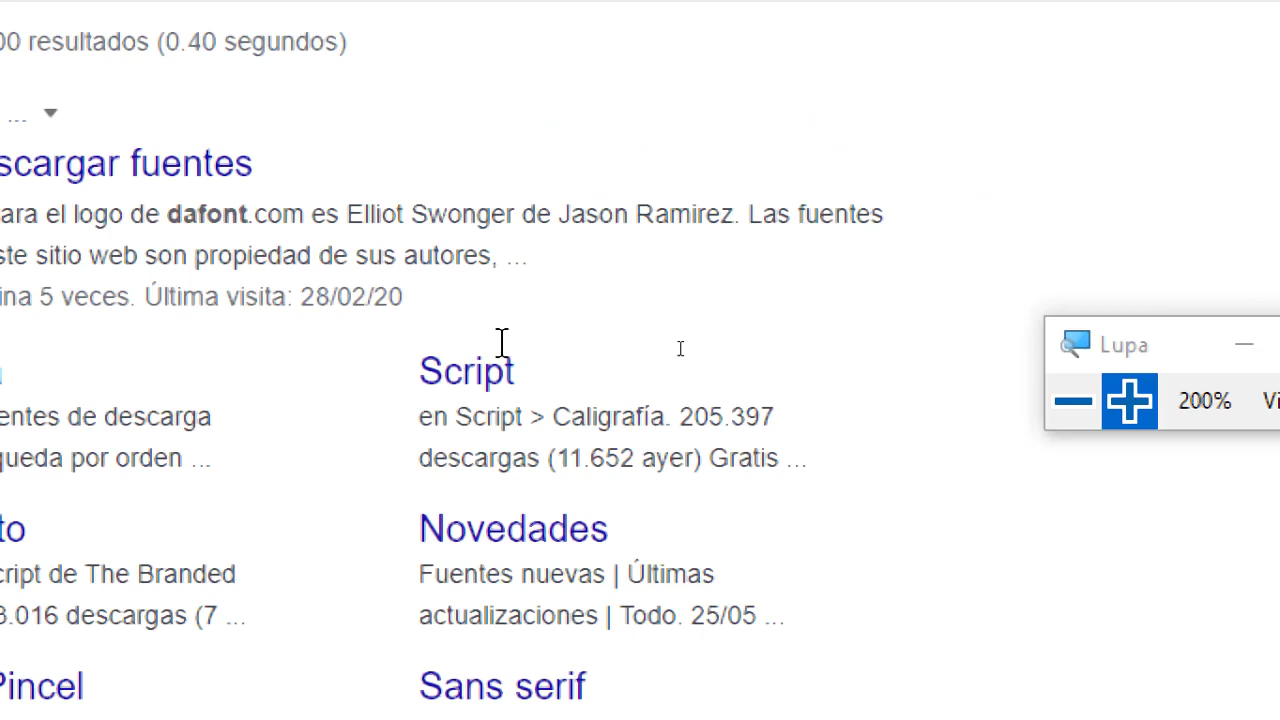 00 resultados (0.40 segundos)
...
scargar fuentes
ara el logo de dafont.com es Elliot Swonger de Jason Ramirez. Las fuentes
ste sitio web son propiedad de sus autores, ...
ina 5 veces. Última visita: 28/02/20
Script
entes de descarga
en Script > Caligrafía. 205.397
queda por orden ...
descargas (11.652 ayer) Gratis ...
to
Novedades
cript de The Branded
Fuentes nuevas | Últimas
3.016 descargas (7 ...
actualizaciones | Todo. 25/05 ...
Pincel
Sans serif
Lupa
200%
Vi